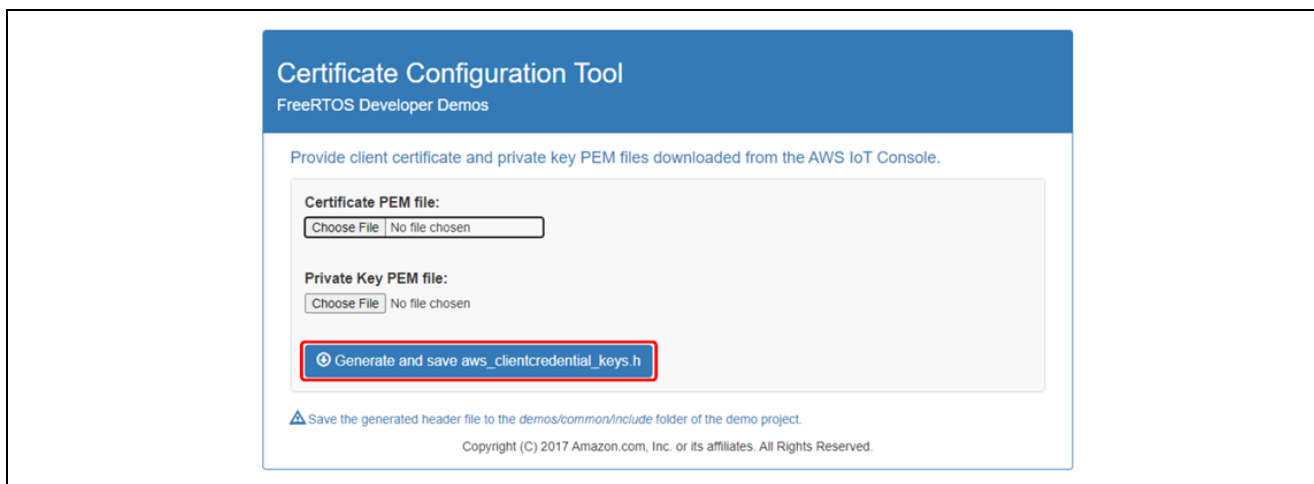 Certificate Configuration Tool
FreeRTOS Developer Demos
Provide client certificate and private key PEM files downloaded from the AWS IoT Console.
Certificate PEM file:
Choose File No file chosen
Private Key PEM file:
Choose File No file chosen
Generate and save aws_clientcredential_keys.h
Save the generated header file to the demos/common/include folder of the demo project.
Copyright (C) 2017 Amazon.com, Inc. or its affiliates. All Rights Reserved.